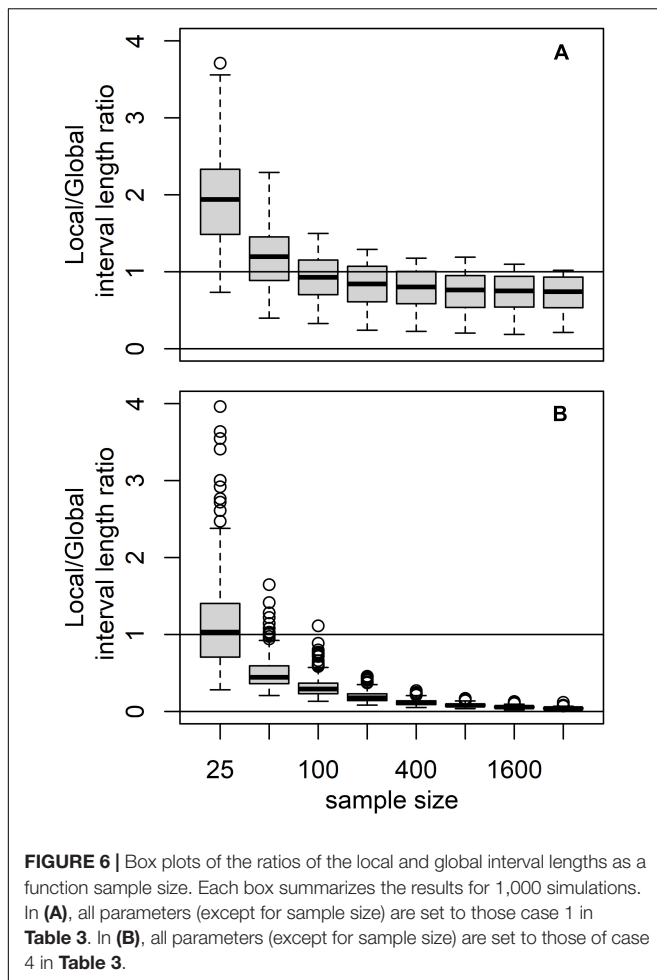 A
4
3
2
1
0
Local/Global
interval length ratio
B
4
3
2
1
0
Local/Global
interval length ratio
25 100 400 1600
sample size
FIGURE 6 | Box plots of the ratios of the local and global interval lengths as a
function sample size. Each box summarizes the results for 1,000 simulations.
In (A), all parameters (except for sample size) are set to those case 1 in
Table 3. In (B), all parameters (except for sample size) are set to those of case
4 in Table 3.